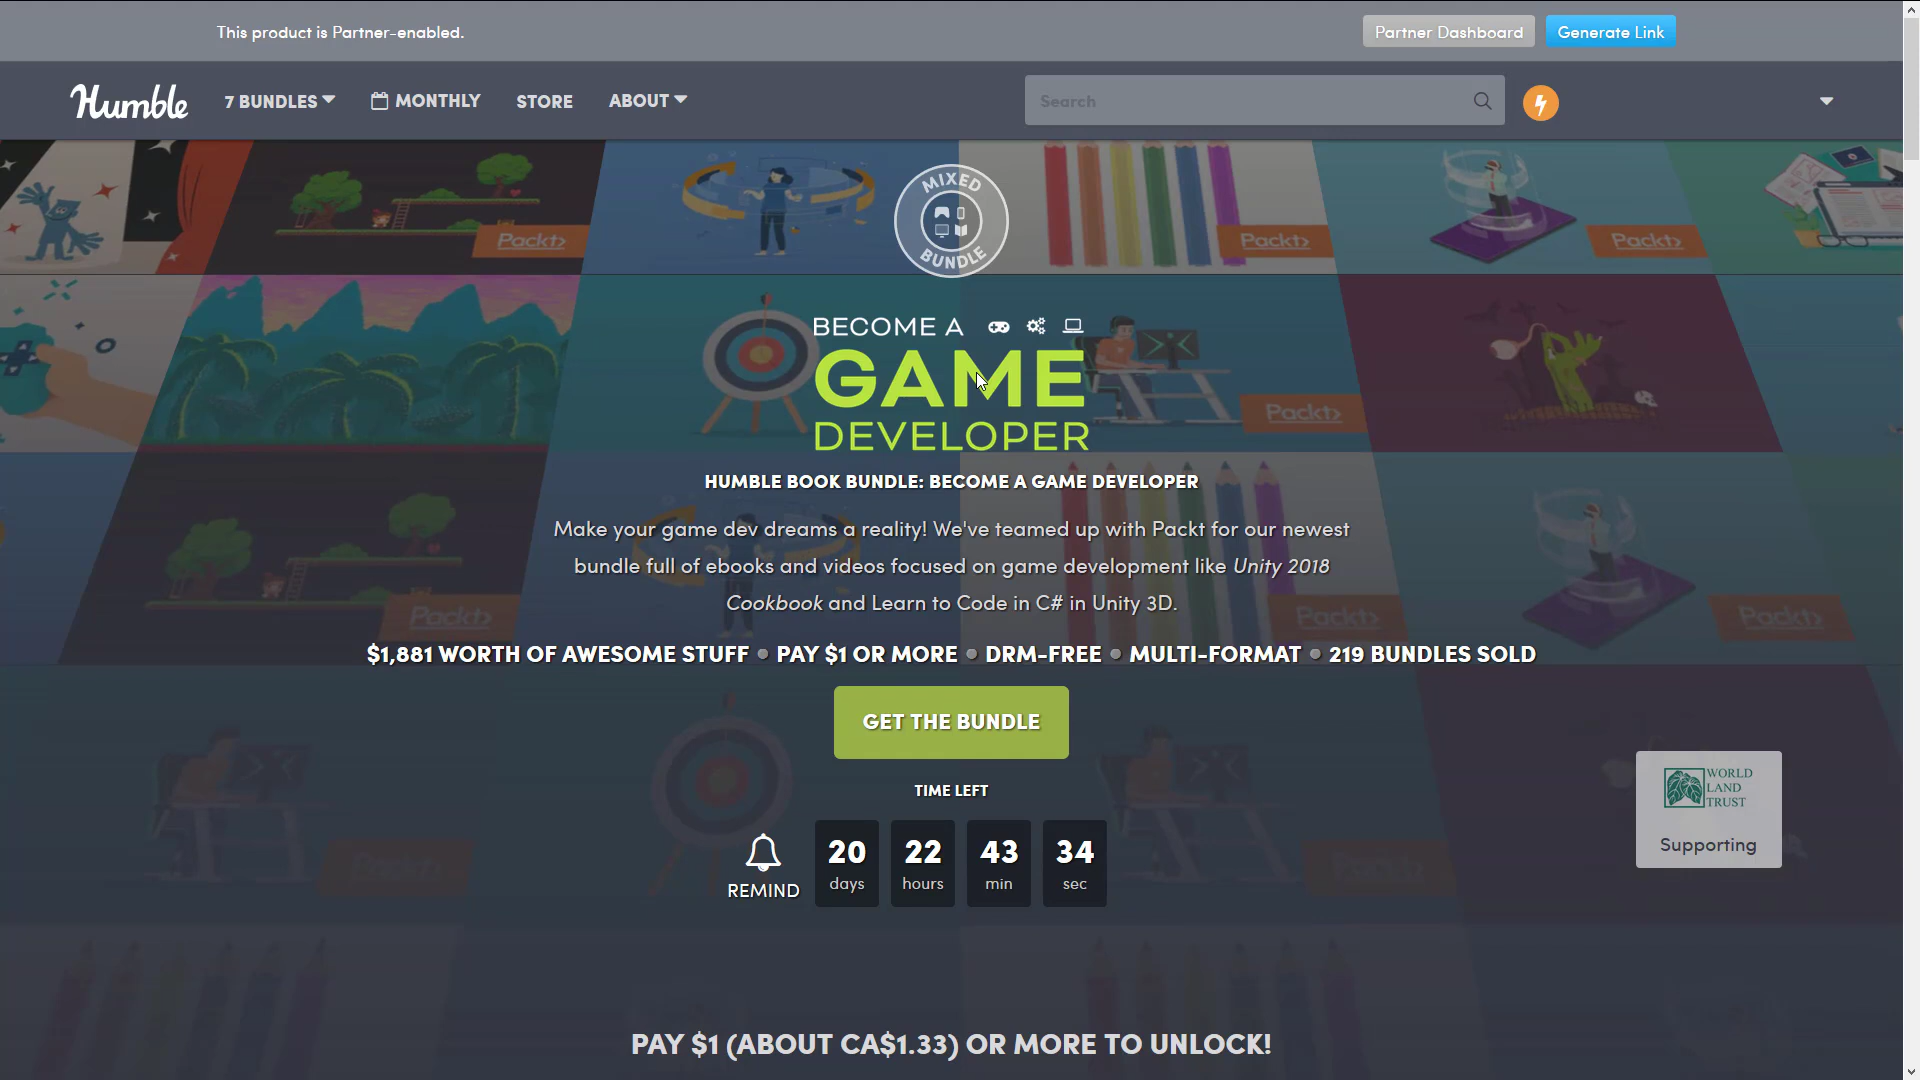 This product is Partner-enabled.
Partner Dashboard
Generate Link
Humble
7 BUNDLES
MONTHLY
STORE
ABOUT
Search
MIXED
BUNDLE
Packt>
Packt>
Packt>
BECOME A
GAME
DEVELOPER
Packt>
HUMBLE BOOK BUNDLE: BECOME A GAME DEVELOPER
Make your game dev dreams a reality! We've teamed up with Packt for our newest
bundle full of ebooks and videos focused on game development like Unity 2018
Cookbook and Learn to Code in C# in Unity 3D.
Packt>
Packt>
Packt>
$1,881 WORTH OF AWESOME STUFF • PAY $1 OR MORE • DRM-FREE • MULTI-FORMAT • 219 BUNDLES SOLD
GET THE BUNDLE
TIME LEFT
REMIND
20 days
22 hours
43 min
34 sec
WORLD
LAND
TRUST
Supporting
Packt>
Packt>
PAY $1 (ABOUT CA$1.33) OR MORE TO UNLOCK!